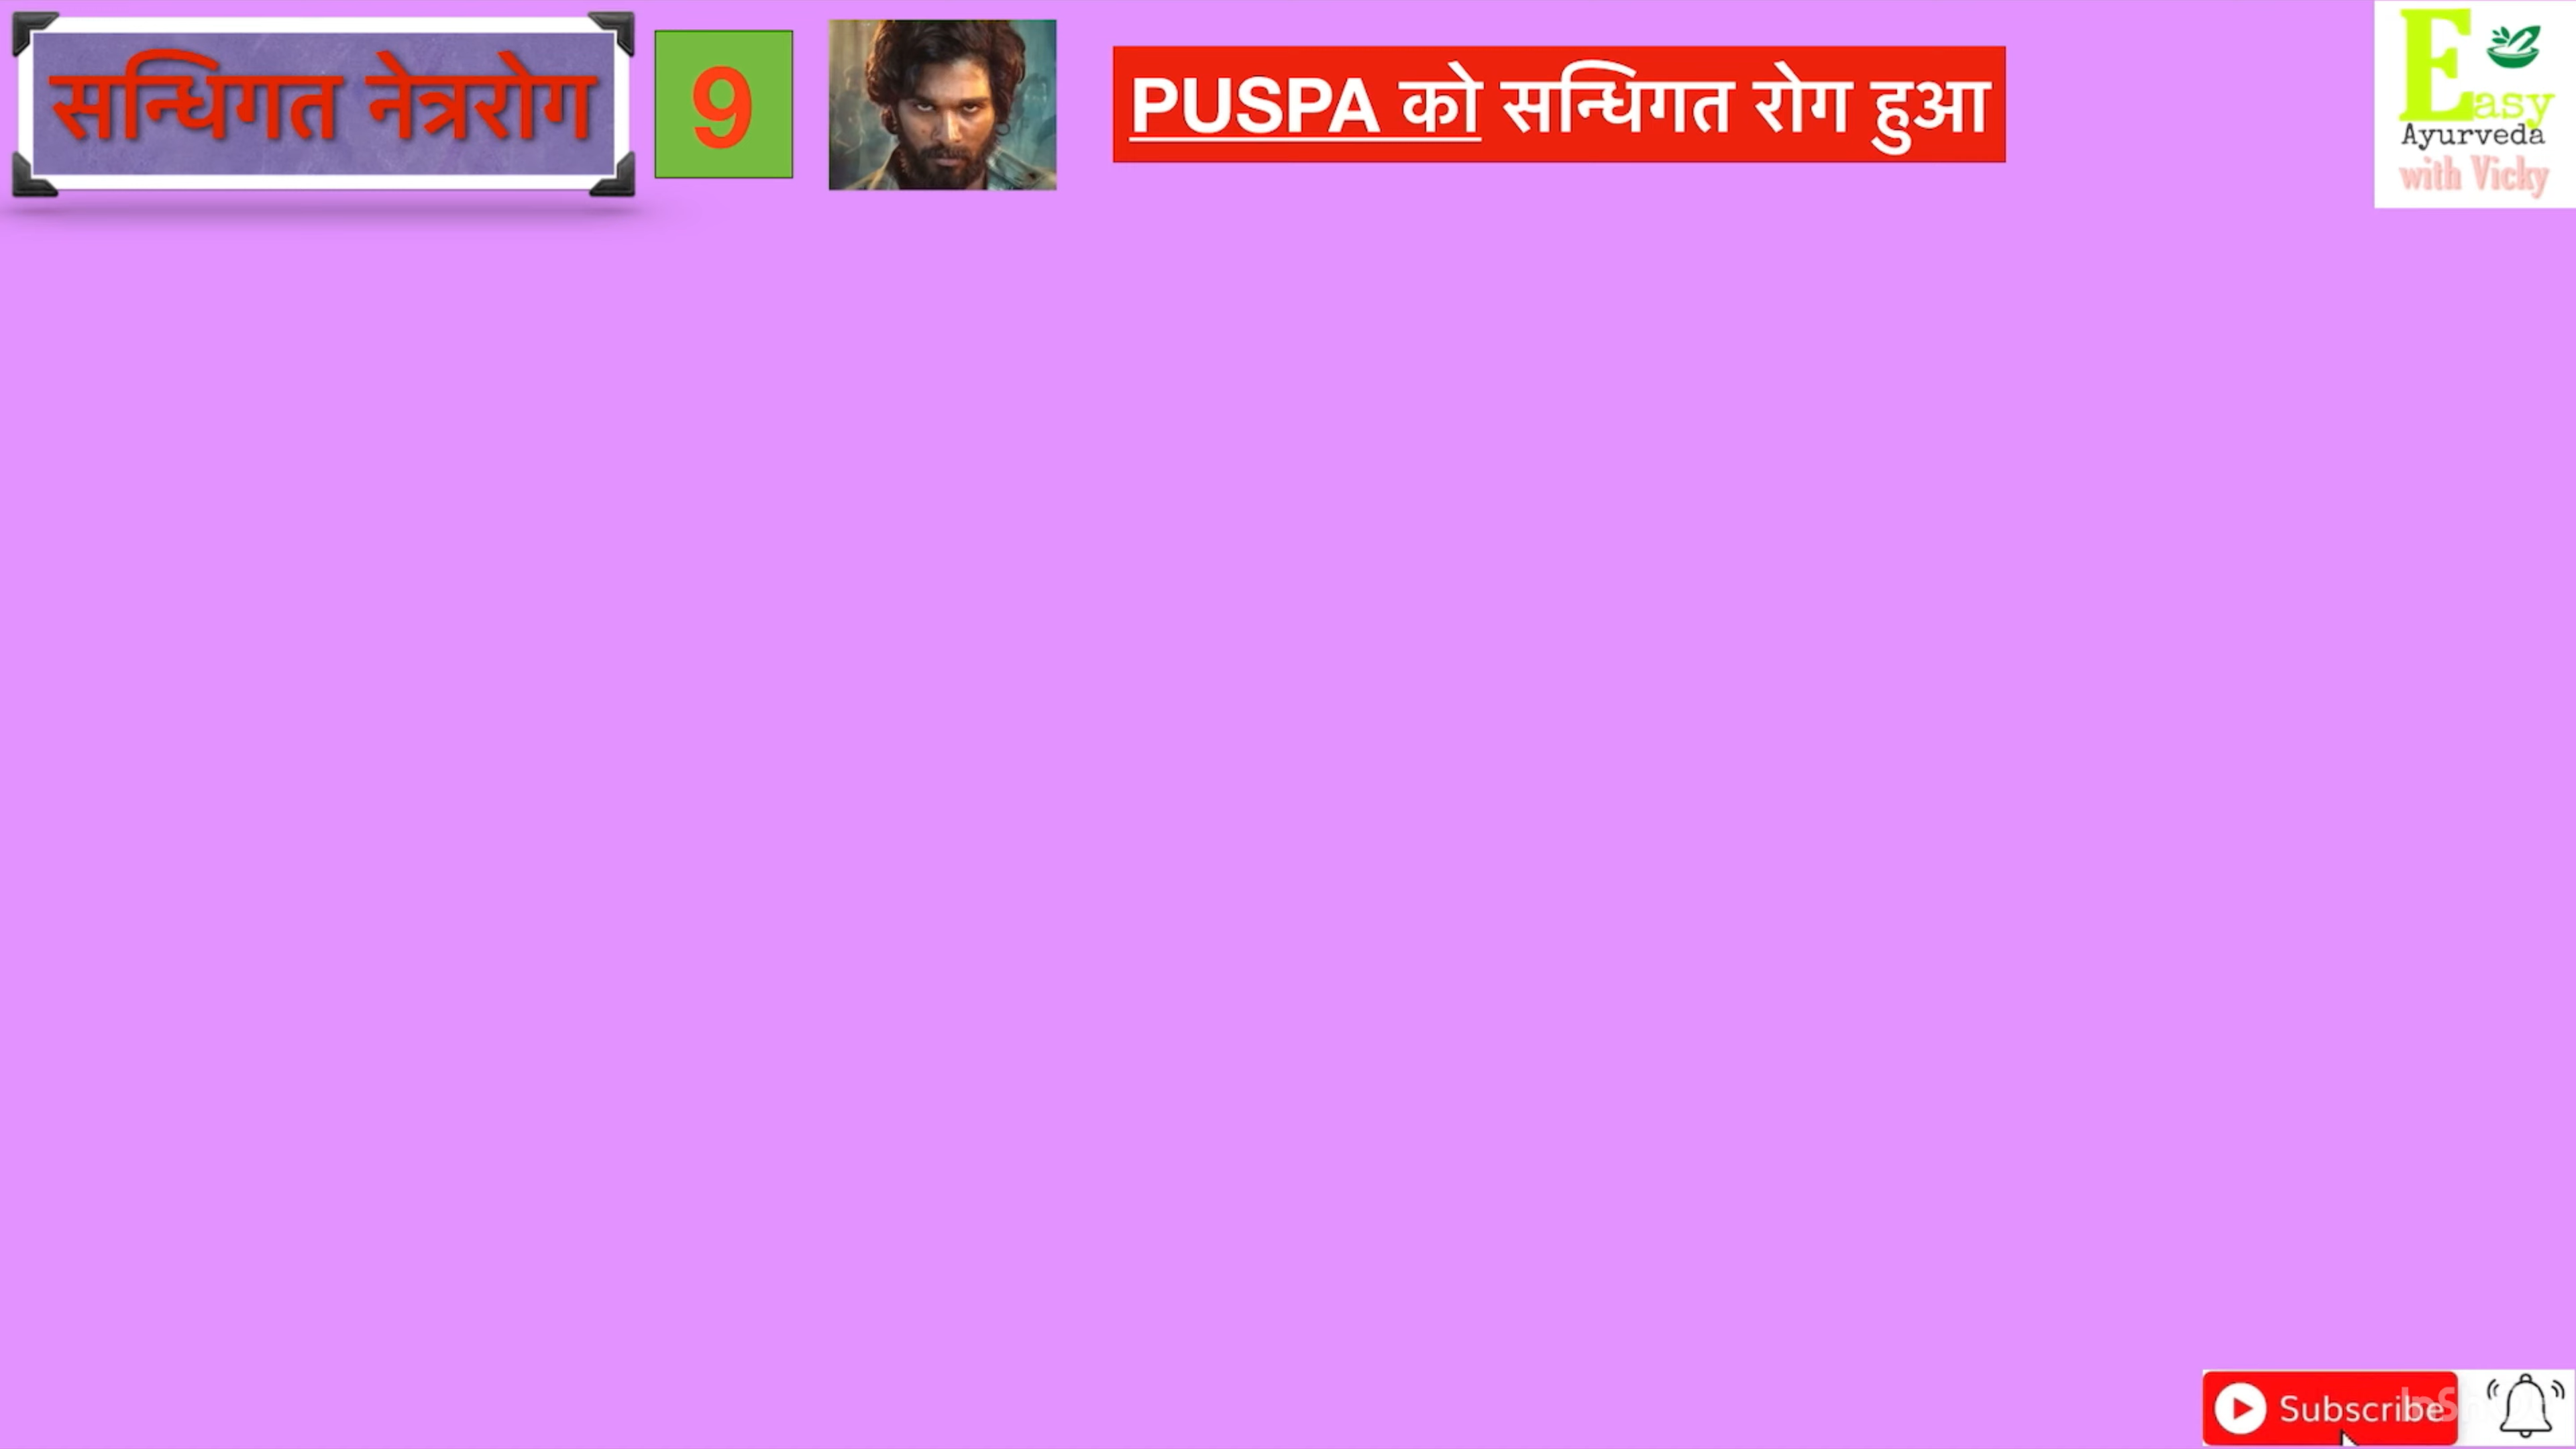 सन्धिगत नेत्ररोग
9
PUSPA को सन्धिगत रोग हुआ
Easy
Ayurveda
with Vicky
Subscribe